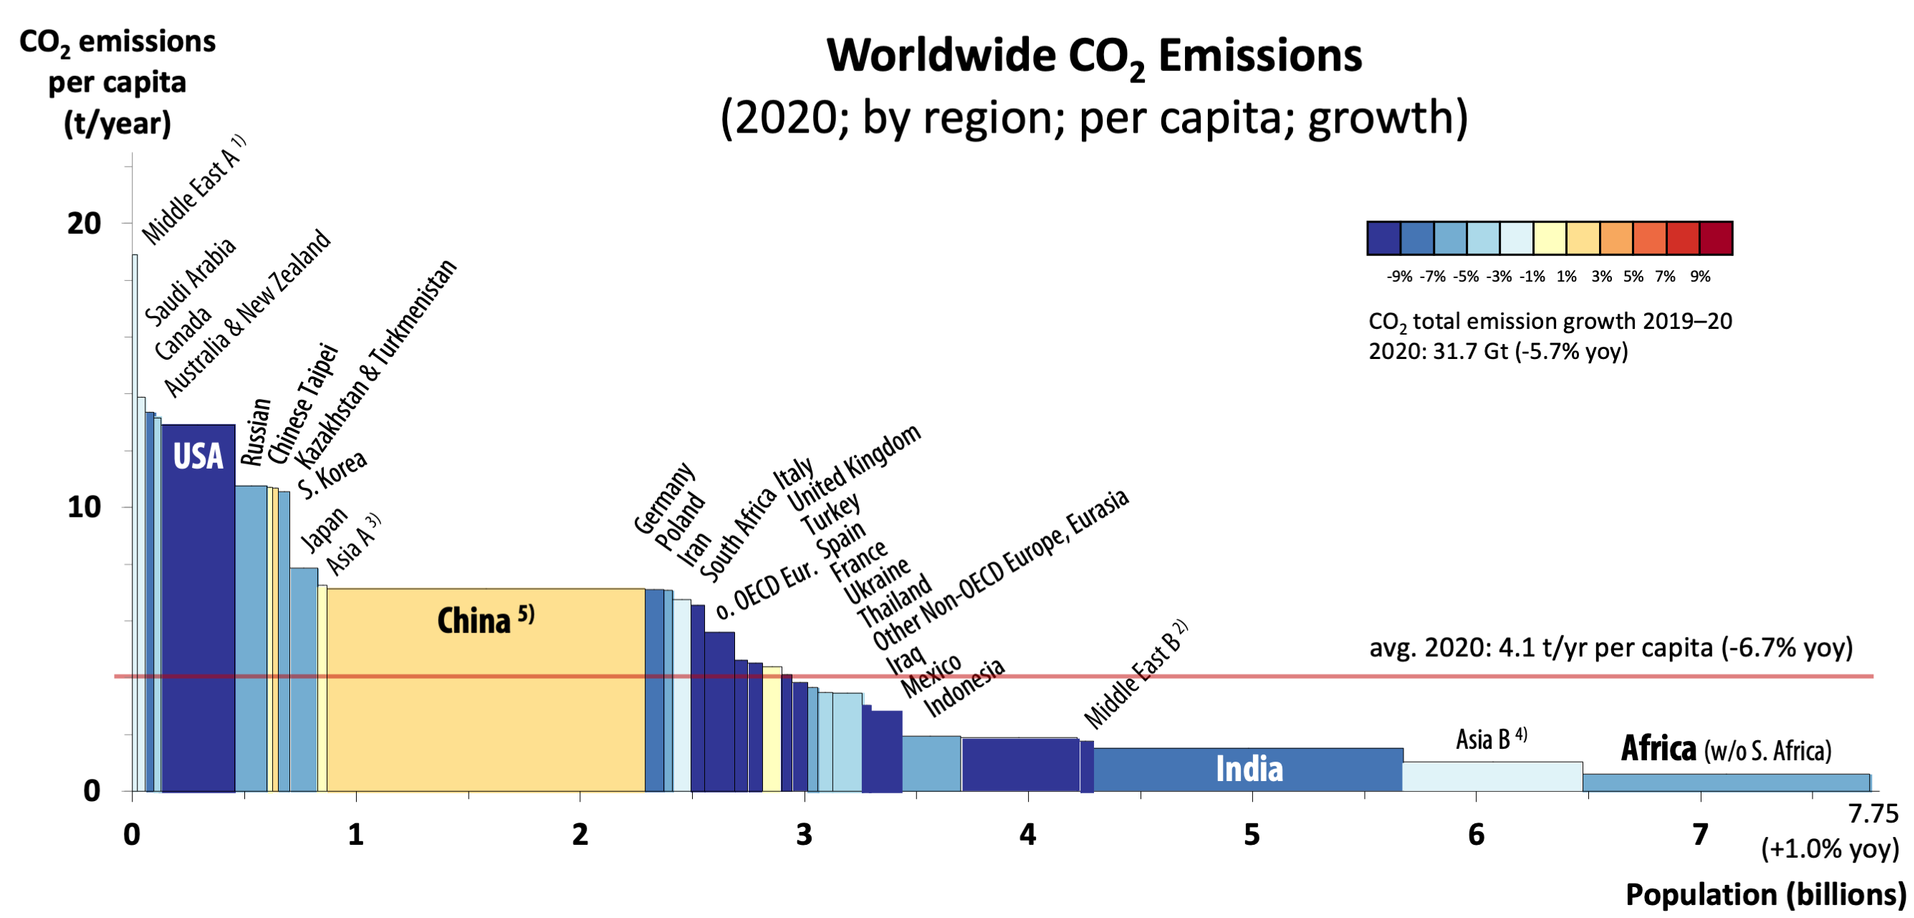 CO₂ emissions
per capita
(t/year)
Worldwide CO₂ Emissions
(2020; by region; per capita; growth)
20
10
0
Middle East A ¹⁾
Saudi Arabia
Canada
Australia & New Zealand
USA
Russian
Chinese Taipei
Kazakhstan & Turkmenistan
S. Korea
Japan
Asia A ³⁾
China ⁵⁾
Germany
Poland
Iran
South Africa
Italy
o. OECD Eur.
United Kingdom
Turkey
Spain
France
Ukraine
Thailand
Other Non-OECD Europe, Eurasia
Iraq
Mexico
Indonesia
Middle East B ²⁾
India
Asia B ⁴⁾
Africa (w/o S. Africa)
-9% -7% -5% -3% -1% 1% 3% 5% 7% 9%
CO₂ total emission growth 2019–20
2020: 31.7 Gt (-5.7% yoy)
avg. 2020: 4.1 t/yr per capita (-6.7% yoy)
0 1 2 3 4 5 6 7
7.75
(+1.0% yoy)
Population (billions)